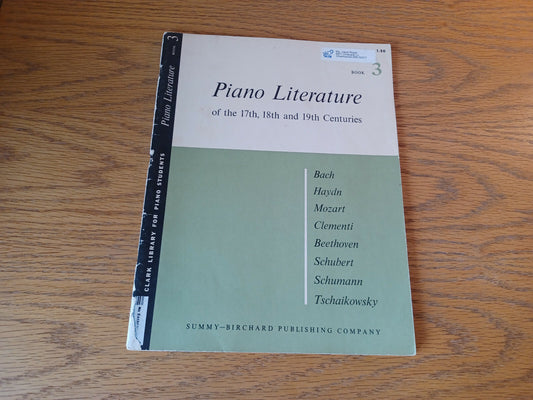 BOOK 3
Piano Literature
of the 17th, 18th and 19th Centuries
Bach
Haydn
Mozart
Clementi
Beethoven
Schubert
Schumann
Tschaikowsky
SUMMY—BIRCHARD PUBLISHING COMPANY
CLARK LIBRARY FOR PIANO STUDENTS
Piano Literature
BOOK 3